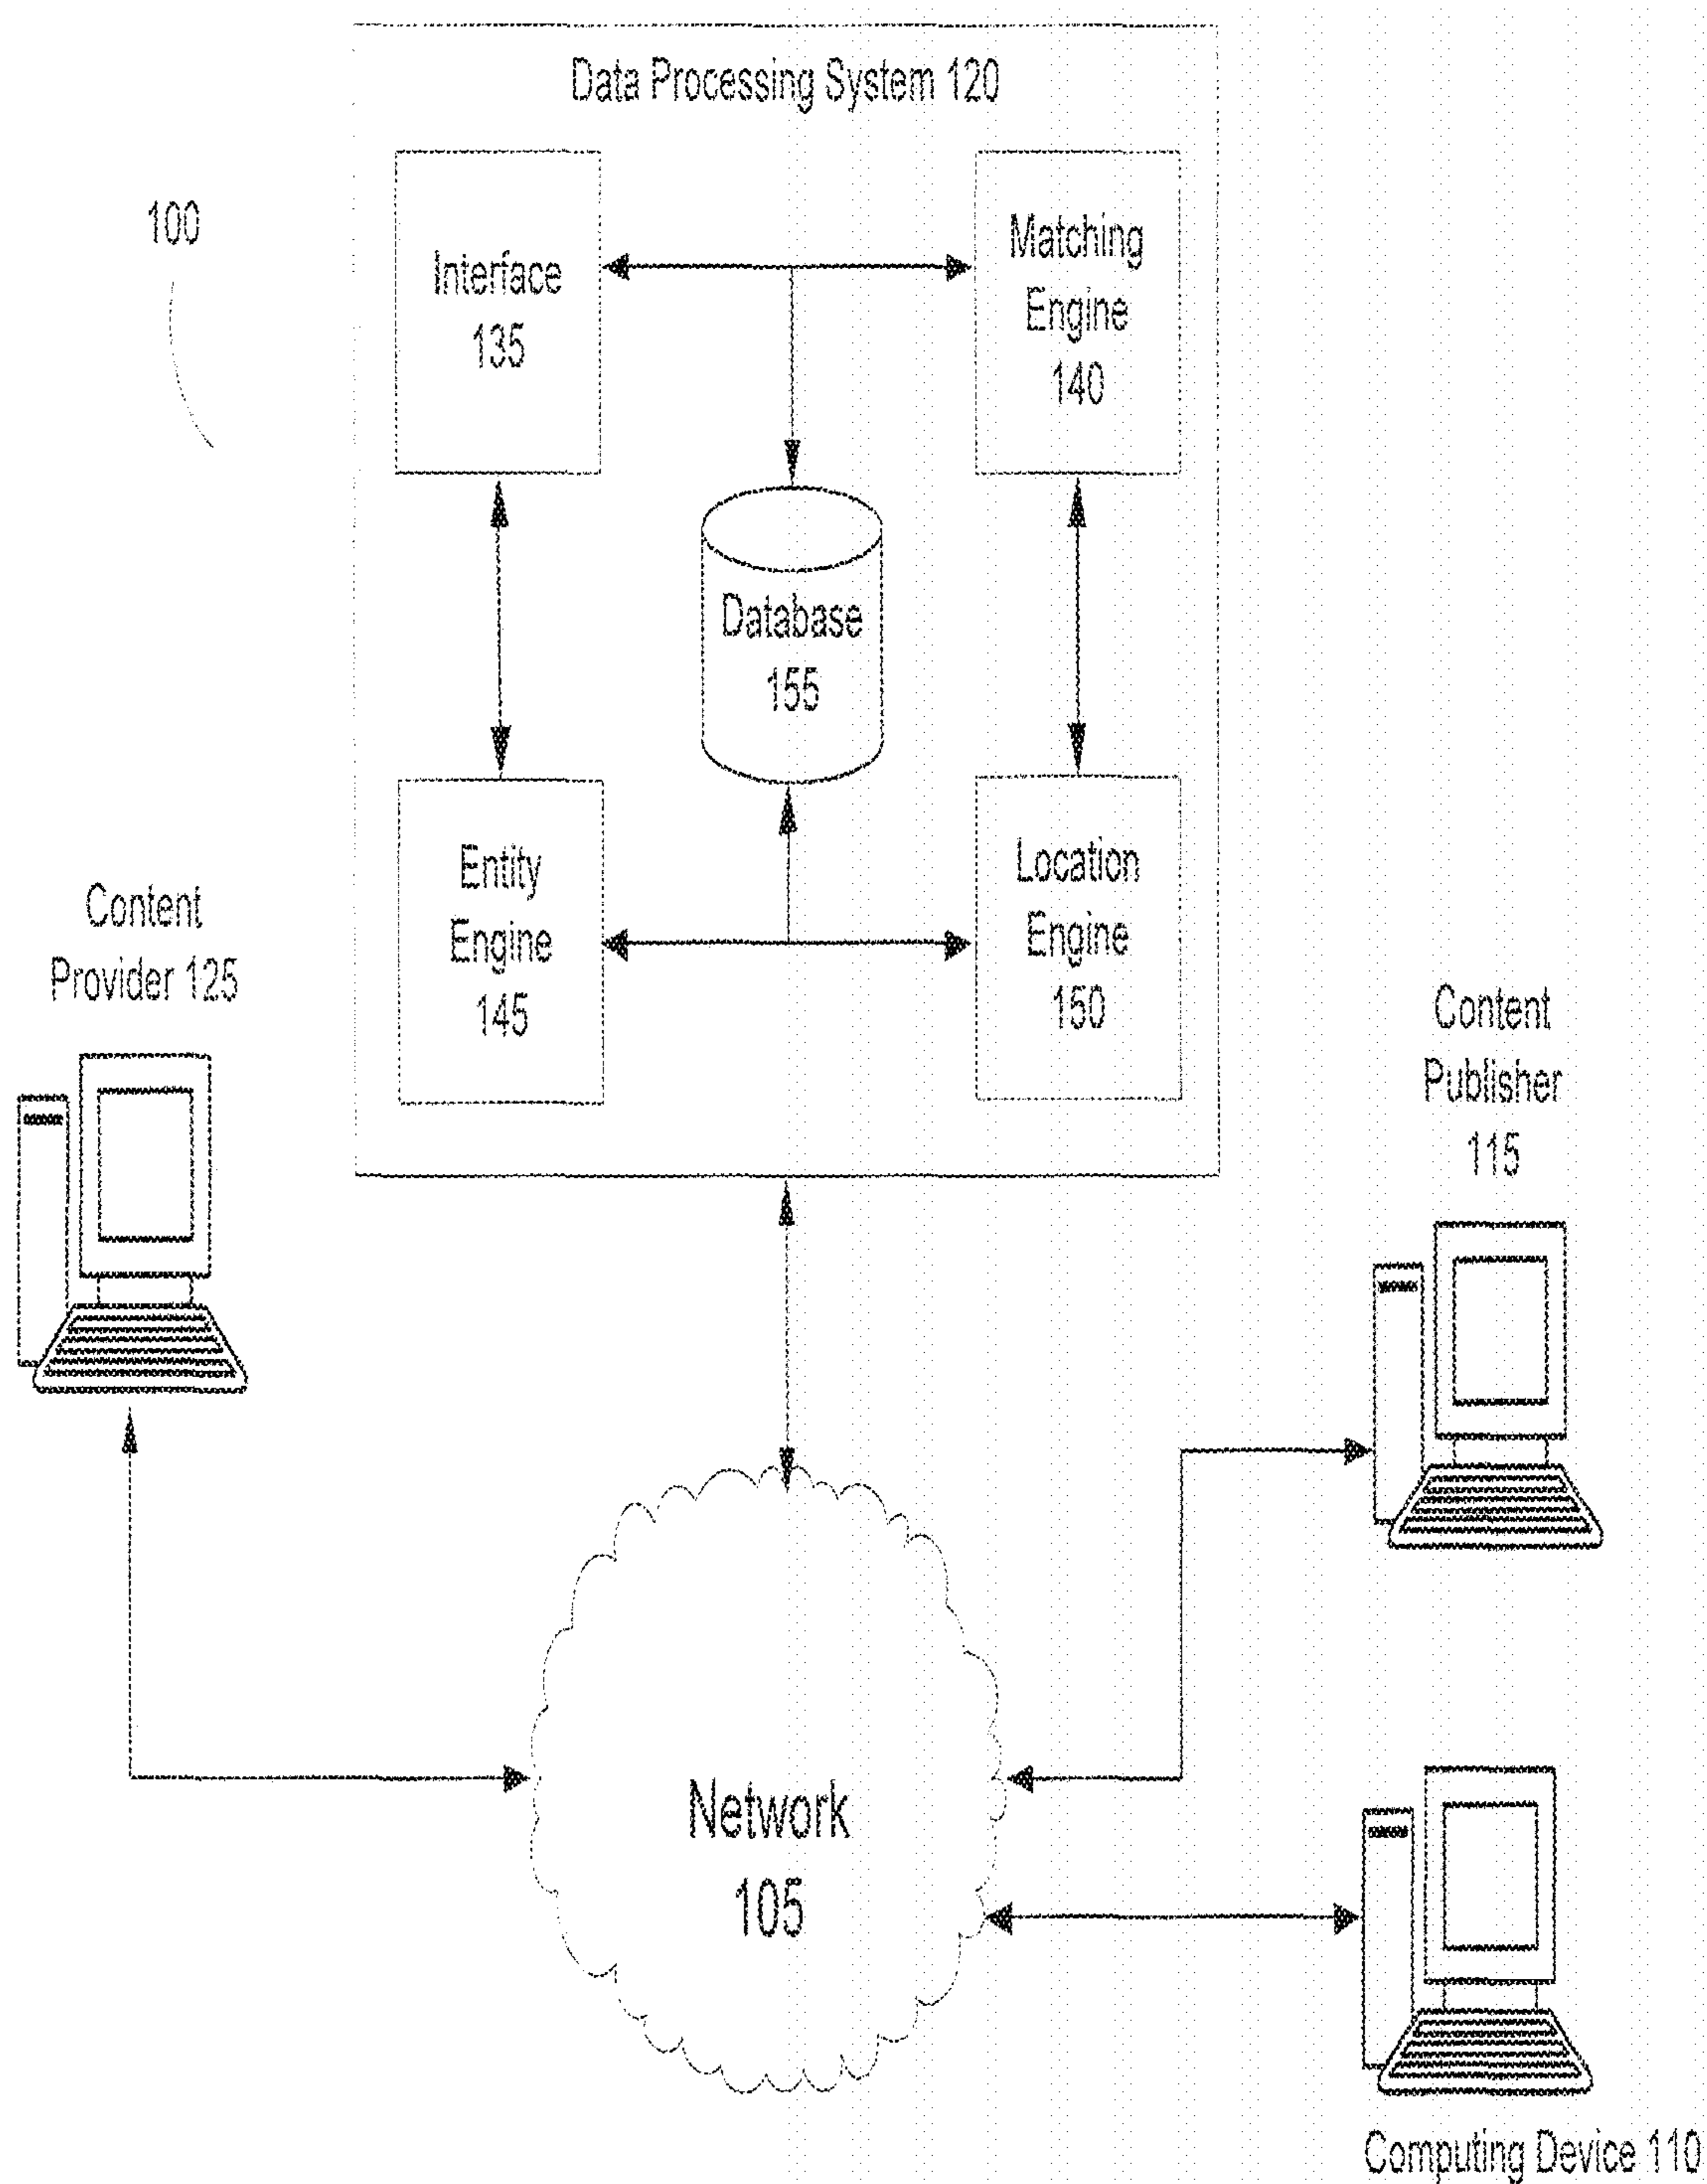 Data Processing System 120
100
Interface
135
Matching
Engine
140
Database
155
Entity
Engine
145
Location
Engine
150
Content
Provider 125
Content
Publisher
115
Network
105
Computing Device 110